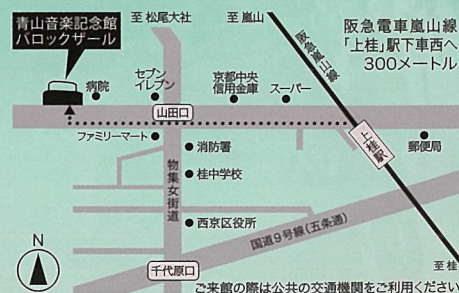 青山音楽記念館
バロックザール
至 松尾大社
至 嵐山
阪急嵐山線
阪急電車嵐山線
「上桂」駅下車西へ
300メートル
病院
セブン
イレブン
京都中央
信用金庫
スーパー
山田口
ファミリーマート
消防署
上桂駅
郵便局
物集女街道
桂中学校
西京区役所
国道9号線(五条通)
N
千代原口
至 桂
ご来館の際は公共の交通機関をご利用ください